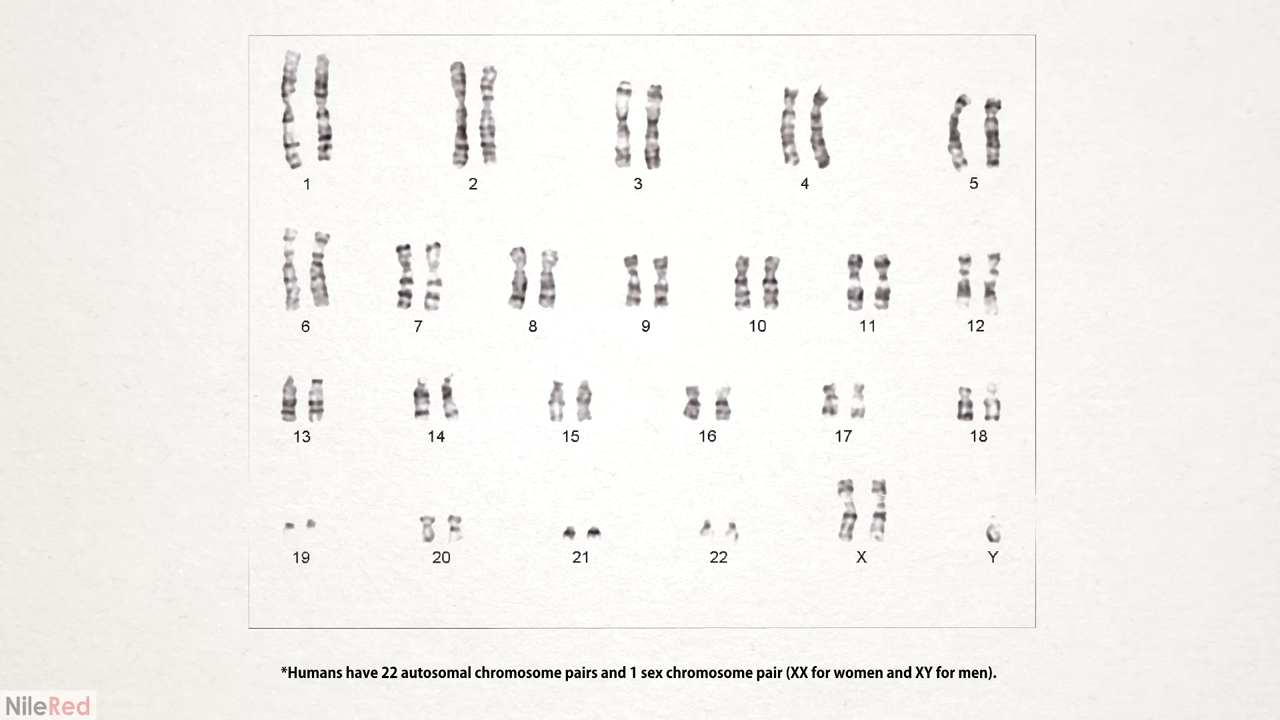 1 2 3 4 5
6 7 8 9 10 11 12
13 14 15 16 17 18
19 20 21 22 X Y
*Humans have 22 autosomal chromosome pairs and 1 sex chromosome pair (XX for women and XY for men).
NileRed